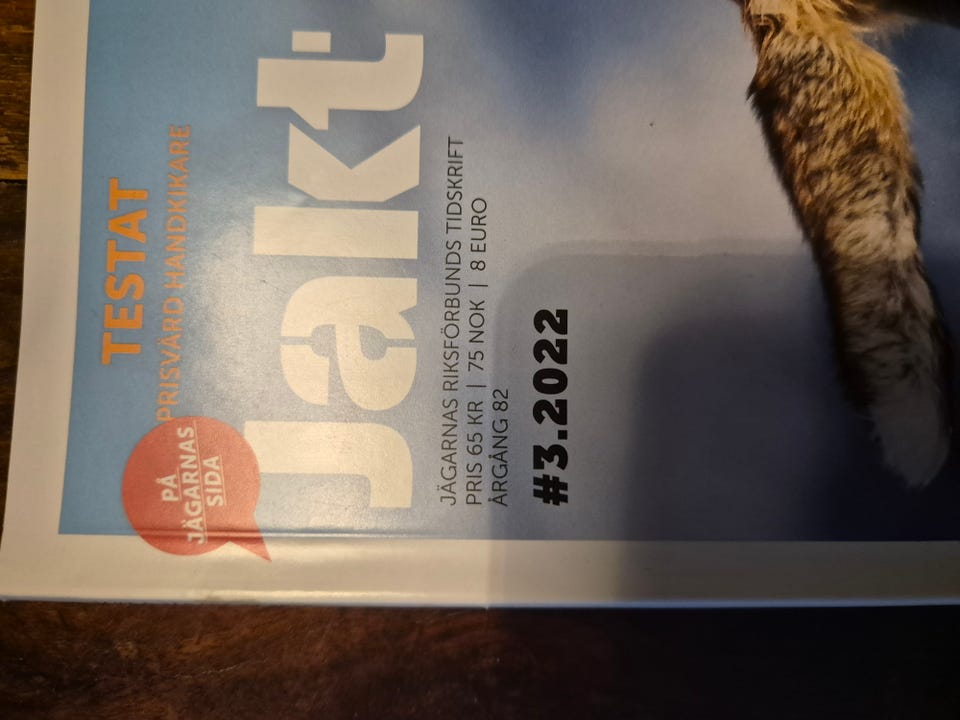 TESTAT
PRISVÄRD HANDKIKARE
PÅ
JÄGARNAS
SIDA
Jakt
JÄGARNAS RIKSFÖRBUNDS TIDSKRIFT
PRIS 65 KR | 75 NOK | 8 EURO
ÅRGÅNG 82
#3.2022